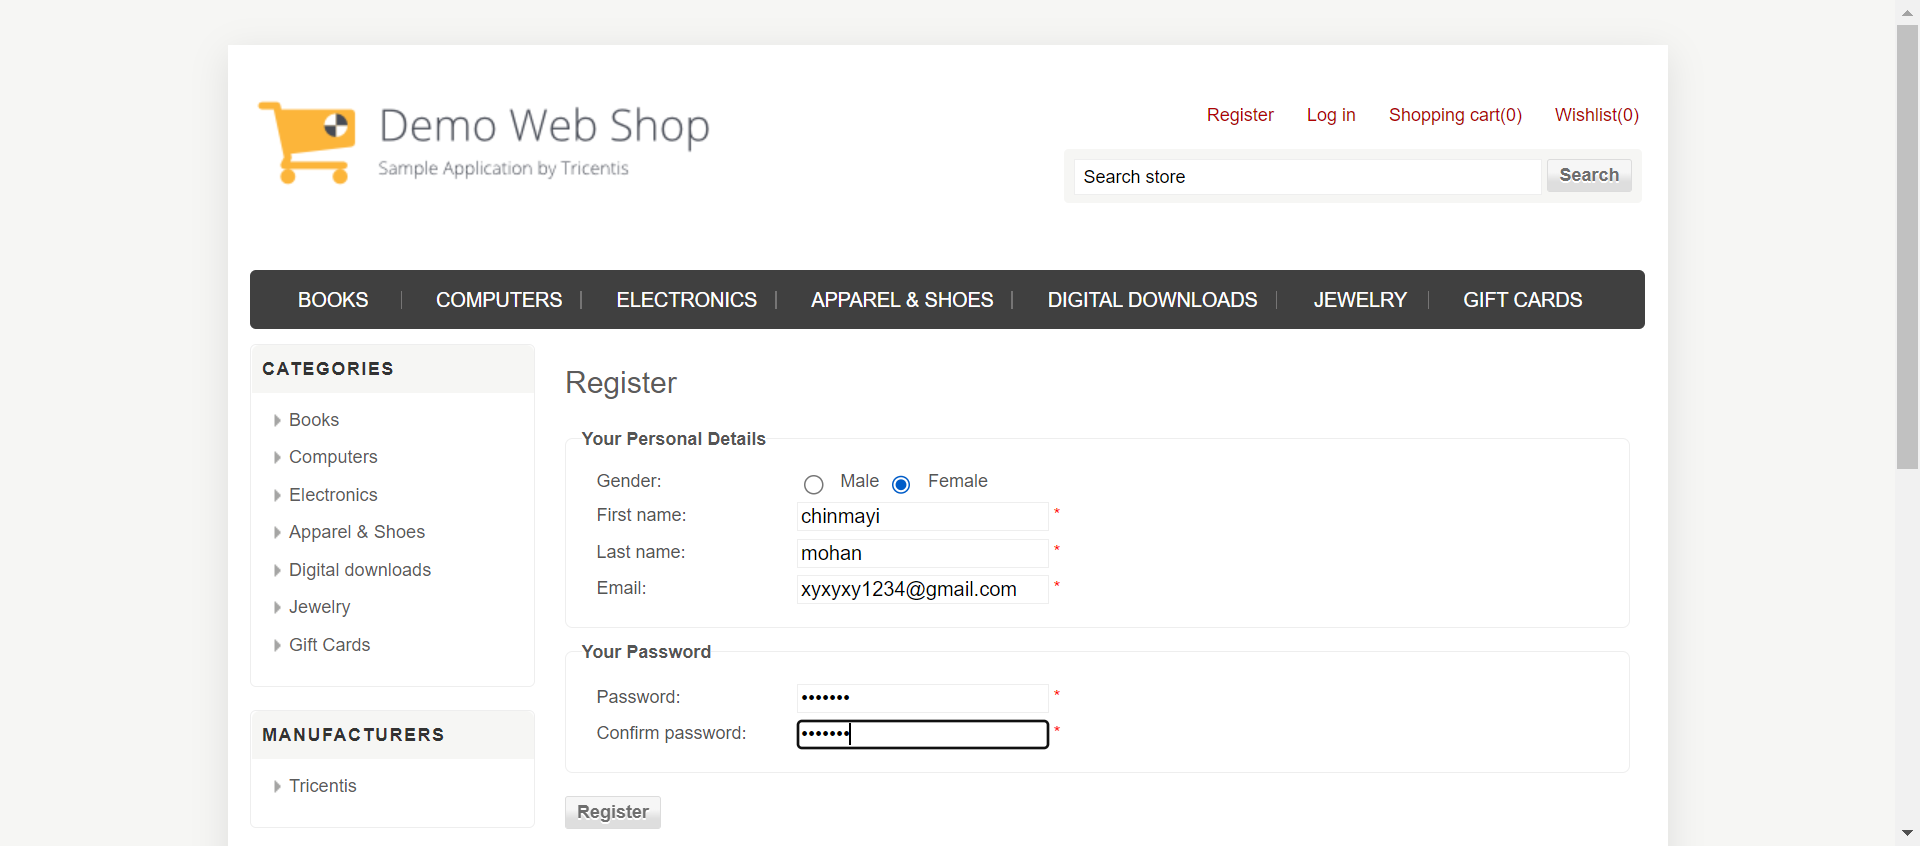 Demo Web Shop
Sample Application by Tricentis
Register Log in Shopping cart(0) Wishlist(0)
Search store Search
BOOKS COMPUTERS ELECTRONICS APPAREL & SHOES DIGITAL DOWNLOADS JEWELRY GIFT CARDS
CATEGORIES
Books
Computers
Electronics
Apparel & Shoes
Digital downloads
Jewelry
Gift Cards
MANUFACTURERS
Tricentis
Register
Your Personal Details
Gender: Male Female
First name: chinmayi *
Last name: mohan *
Email: xyxyxy1234@gmail.com *
Your Password
Password: ••••••• *
Confirm password: ••••••• *
Register